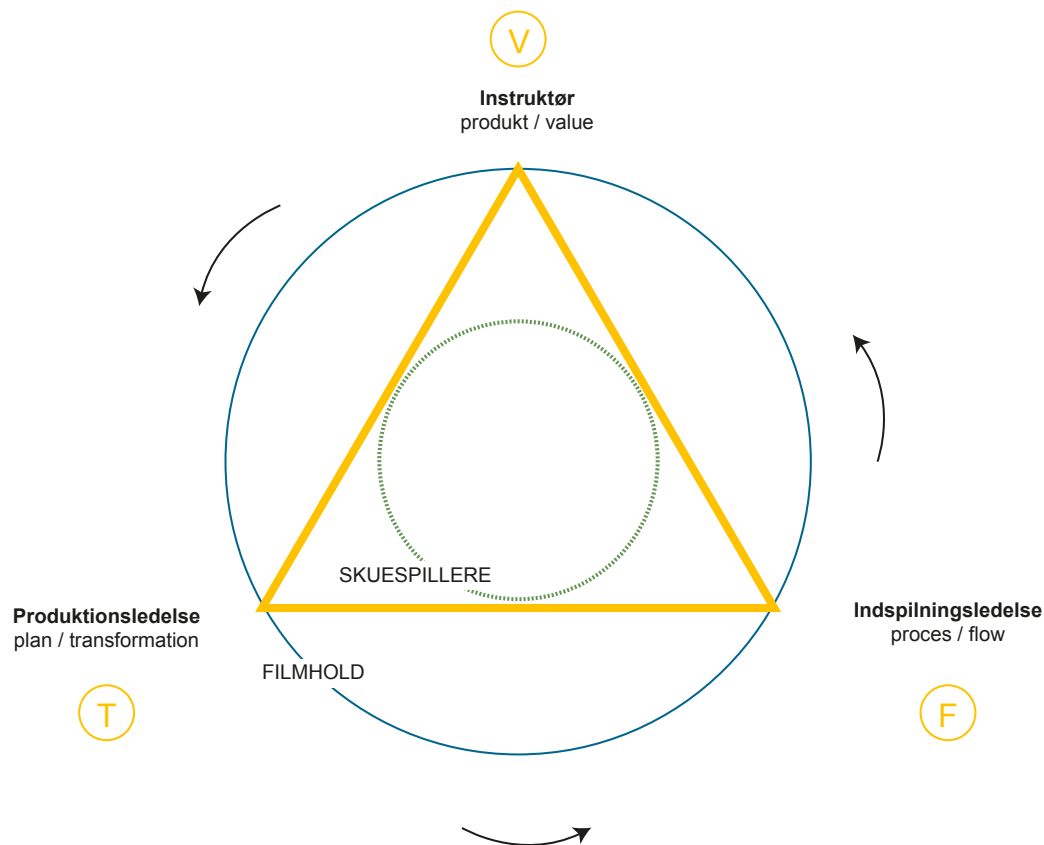 V
Instruktør
produkt / value
SKUESPILLERE
Produktionsledelse
plan / transformation
Indspilningsledelse
proces / flow
FILMHOLD
T
F